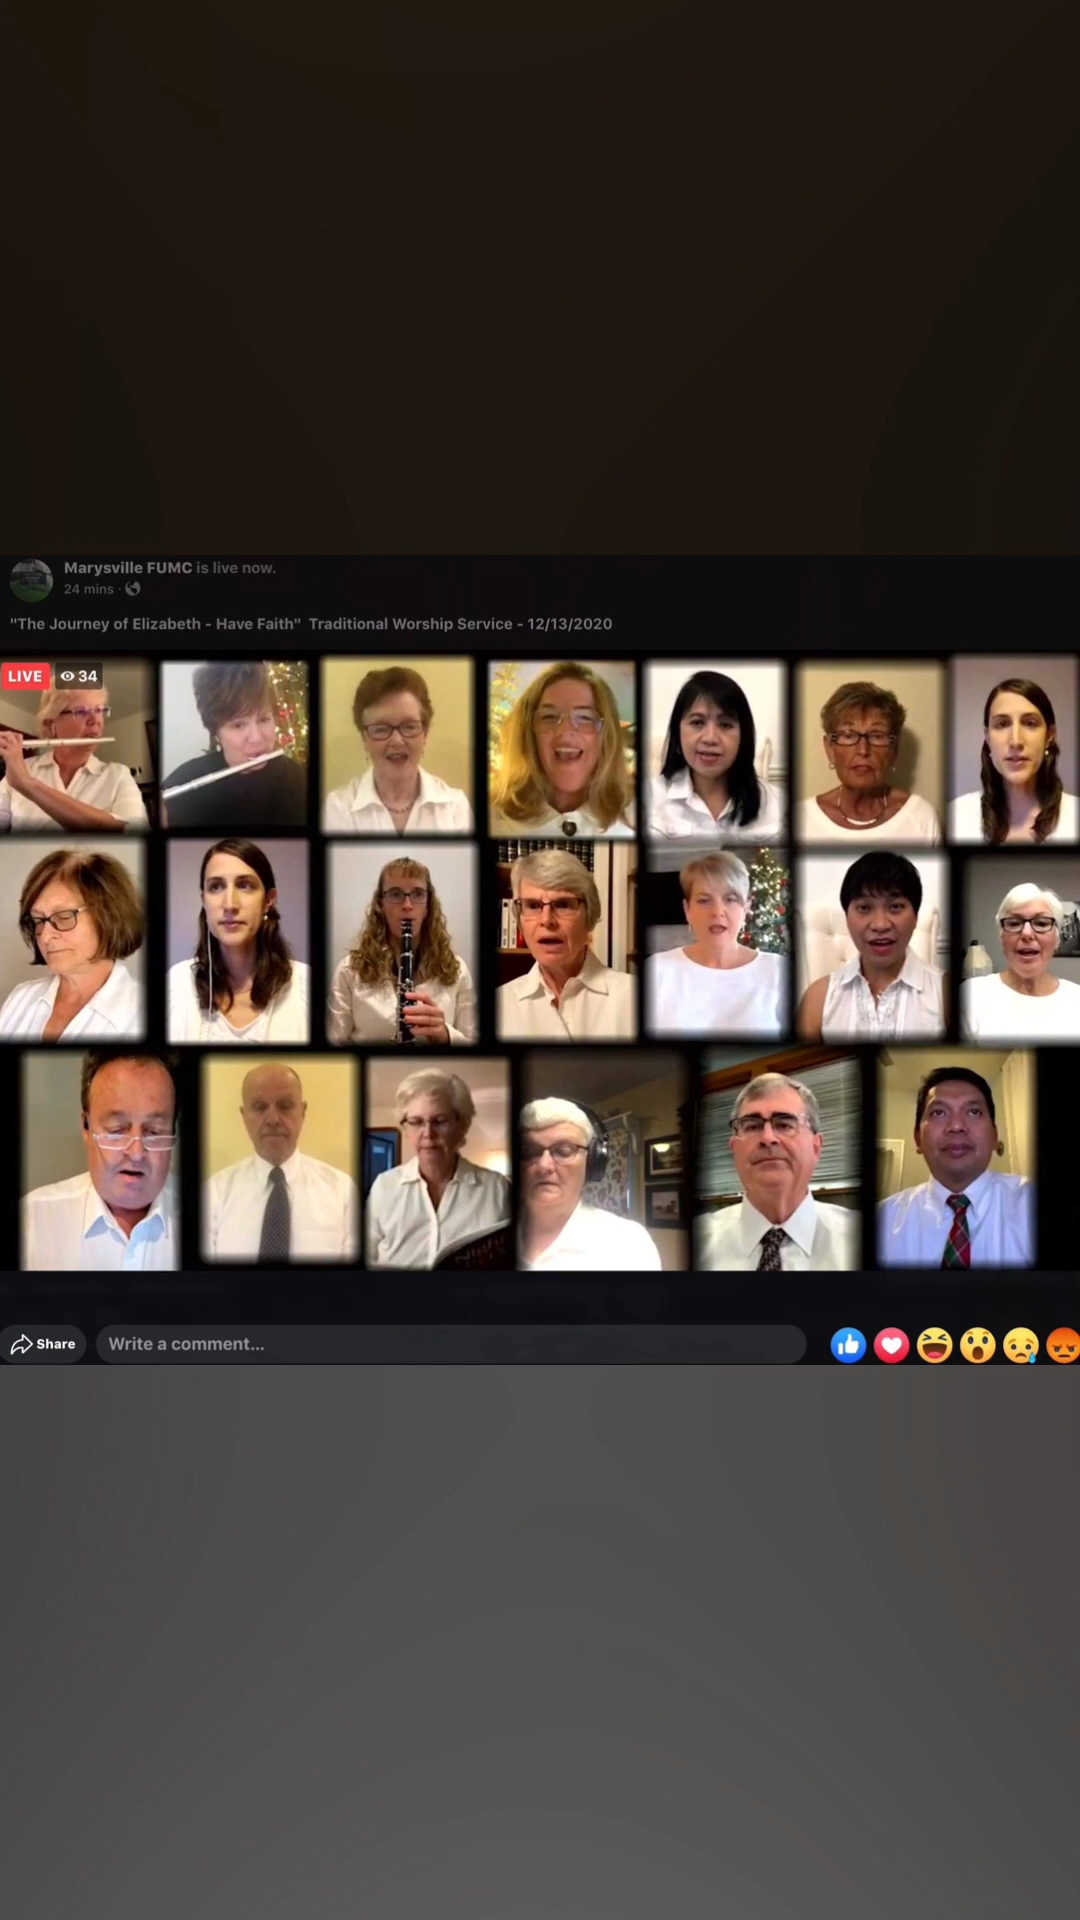 Marysville FUMC is live now.
24 mins ·
"The Journey of Elizabeth - Have Faith" Traditional Worship Service - 12/13/2020
LIVE 34
Share
Write a comment...